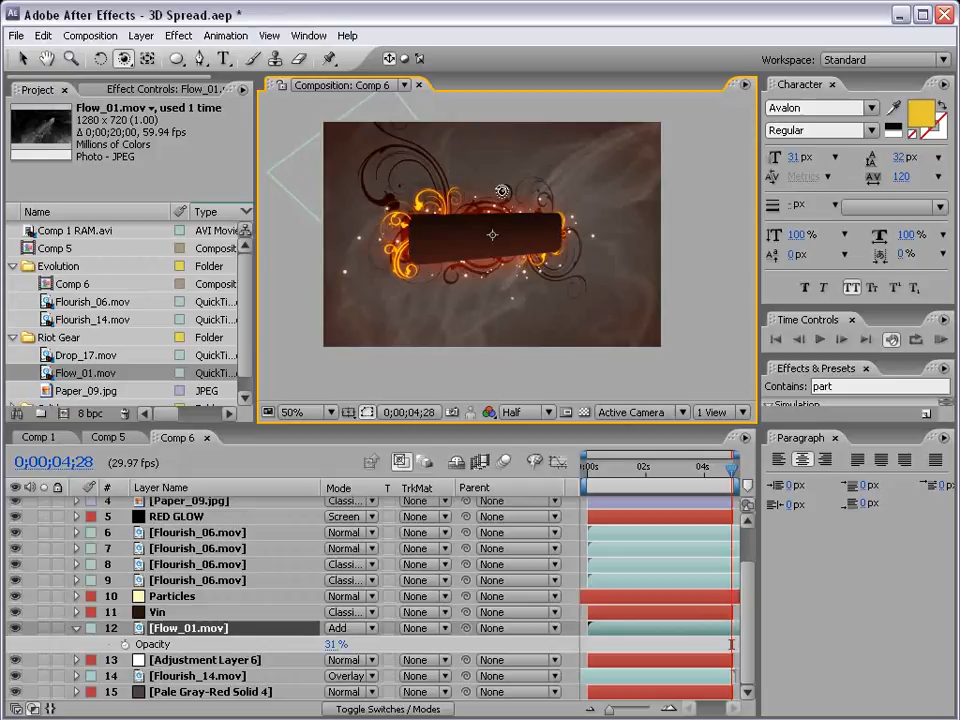 Adobe After Effects - 3D Spread.aep *
File Edit Composition Layer Effect Animation View Window Help
Workspace: Standard
Project Effect Controls: Flow_01.
Flow_01.mov, used 1 time
1280 x 720 (1.0)
Δ 0;00;20;00, 59.94 fps
Millions of Colors
Photo - JPEG
Name Type
Comp 1 RAM.avi AVI Movie
Comp 5 Composit
Evolution Folder
Comp 6 Composit
Flourish_06.mov QuickTi
Flourish_14.mov QuickTi
Riot Gear Folder
Drop_17.mov QuickTi
Flow_01.mov QuickTi
Paper_09.jpg JPEG
8 bpc
Composition: Comp 6
50% 0;00;04;28 Half Active Camera 1 View
Character
Avalon
Regular
31 px 32 px
Metrics 120
- px
100 % 100 %
0 px 0 %
T T TT Tr T¹ T₁
Time Controls
Effects & Presets
Contains: part
Simulation
Comp 1 Comp 5 Comp 6
0;00;04;28 (29.97 fps)
:00s 02s 04s
# Layer Name Mode T TrkMat Parent
4 [Paper_09.jpg] Classi... None None
5 RED GLOW Screen None None
6 [Flourish_06.mov] Normal None None
7 [Flourish_06.mov] Normal None None
8 [Flourish_06.mov] Classi... None None
9 [Flourish_06.mov] Classi... None None
10 Particles Normal None None
11 Vin Classi... None None
12 [Flow_01.mov] Add None None
Opacity 31 %
13 [Adjustment Layer 6] Normal None None
14 [Flourish_14.mov] Overlay None None
15 [Pale Gray-Red Solid 4] Normal None None
Toggle Switches / Modes
Paragraph
0 px 0 px 0 px
0 px 0 px